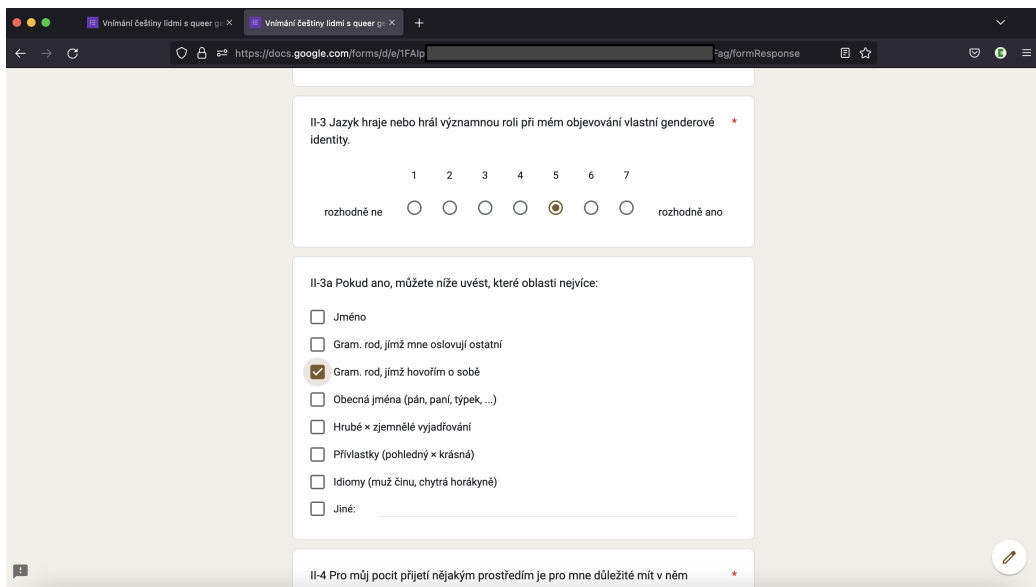 Vnímání češtiny lidmi s queer ge
Vnímání češtiny lidmi s queer ge
https://docs.google.com/forms/d/e/1FAIp
Fag/formResponse
II-3 Jazyk hraje nebo hrál významnou roli při mém objevování vlastní genderové *
identity.
1 2 3 4 5 6 7
rozhodně ne rozhodně ano
II-3a Pokud ano, můžete níže uvést, které oblasti nejvíce:
Jméno
Gram. rod, jímž mne oslovují ostatní
Gram. rod, jímž hovořím o sobě
Obecná jména (pán, paní, týpek, ...)
Hrubé × zjemnělé vyjadřování
Přívlastky (pohledný × krásná)
Idiomy (muž činu, chytrá horákyně)
Jiné:
II-4 Pro můj pocit přijetí nějakým prostředím je pro mne důležité mít v něm *